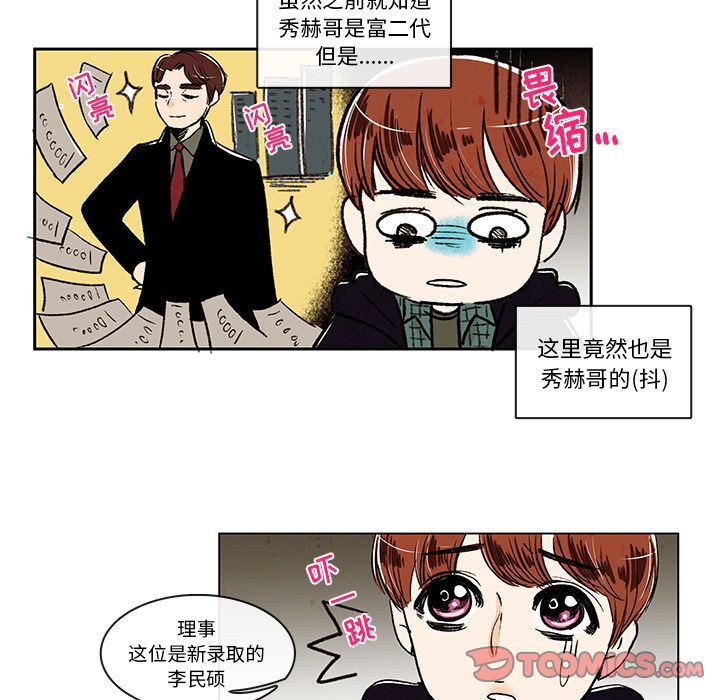 虽然之前就知道
秀赫哥是富二代
但是......
闪亮
闪亮
畏缩...
这里竟然也是
秀赫哥的(抖)
吓一跳
理事
这位是新录取的
李民硕
TOOMICS.COM